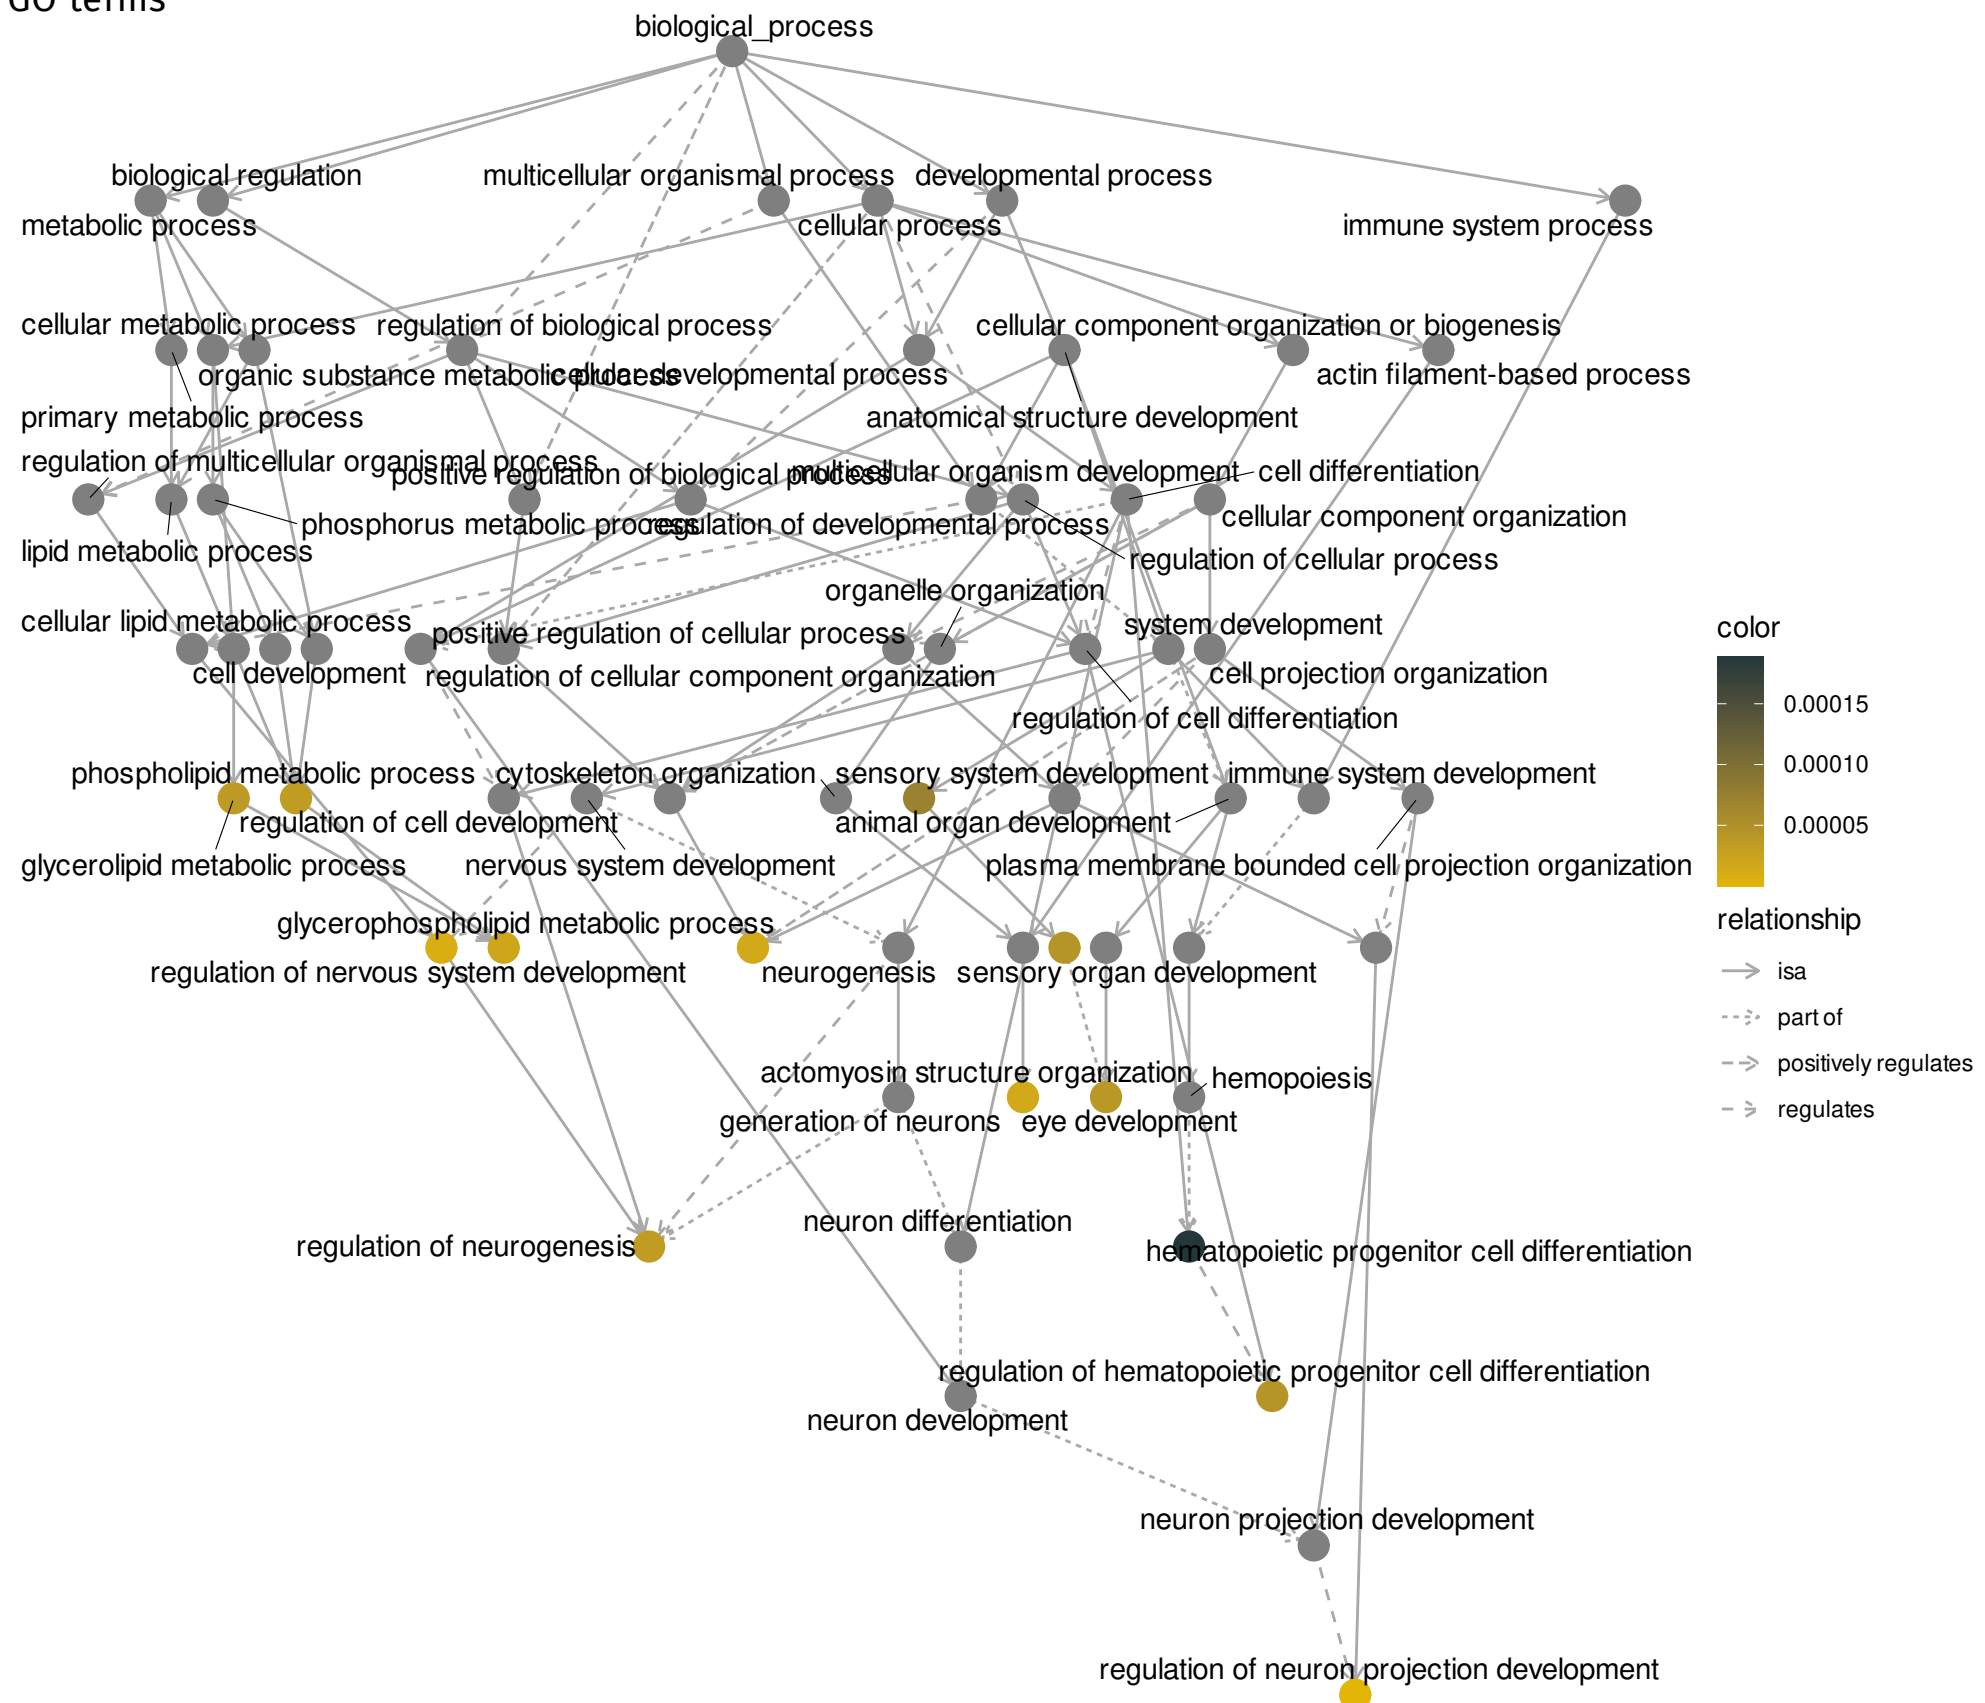 GO terms
biological_process
biological regulation
multicellular organismal process
developmental process
metabolic process
cellular process
immune system process
cellular metabolic process
regulation of biological process
cellular component organization or biogenesis
organic substance metabolic process
cellular developmental process
actin filament-based process
primary metabolic process
anatomical structure development
regulation of multicellular organismal process
positive regulation of biological process
multicellular organism development
cell differentiation
phosphorus metabolic process
regulation of developmental process
cellular component organization
lipid metabolic process
regulation of cellular process
organelle organization
cellular lipid metabolic process
positive regulation of cellular process
system development
color
cell development
regulation of cellular component organization
cell projection organization
regulation of cell differentiation
0.00015
0.00010
0.00005
phospholipid metabolic process
cytoskeleton organization
sensory system development
immune system development
regulation of cell development
animal organ development
glycerolipid metabolic process
nervous system development
plasma membrane bounded cell projection organization
glycerophospholipid metabolic process
relationship
regulation of nervous system development
neurogenesis
sensory organ development
isa
part of
positively regulates
regulates
actomyosin structure organization
hemopoiesis
generation of neurons
eye development
neuron differentiation
regulation of neurogenesis
hematopoietic progenitor cell differentiation
regulation of hematopoietic progenitor cell differentiation
neuron development
neuron projection development
regulation of neuron projection development